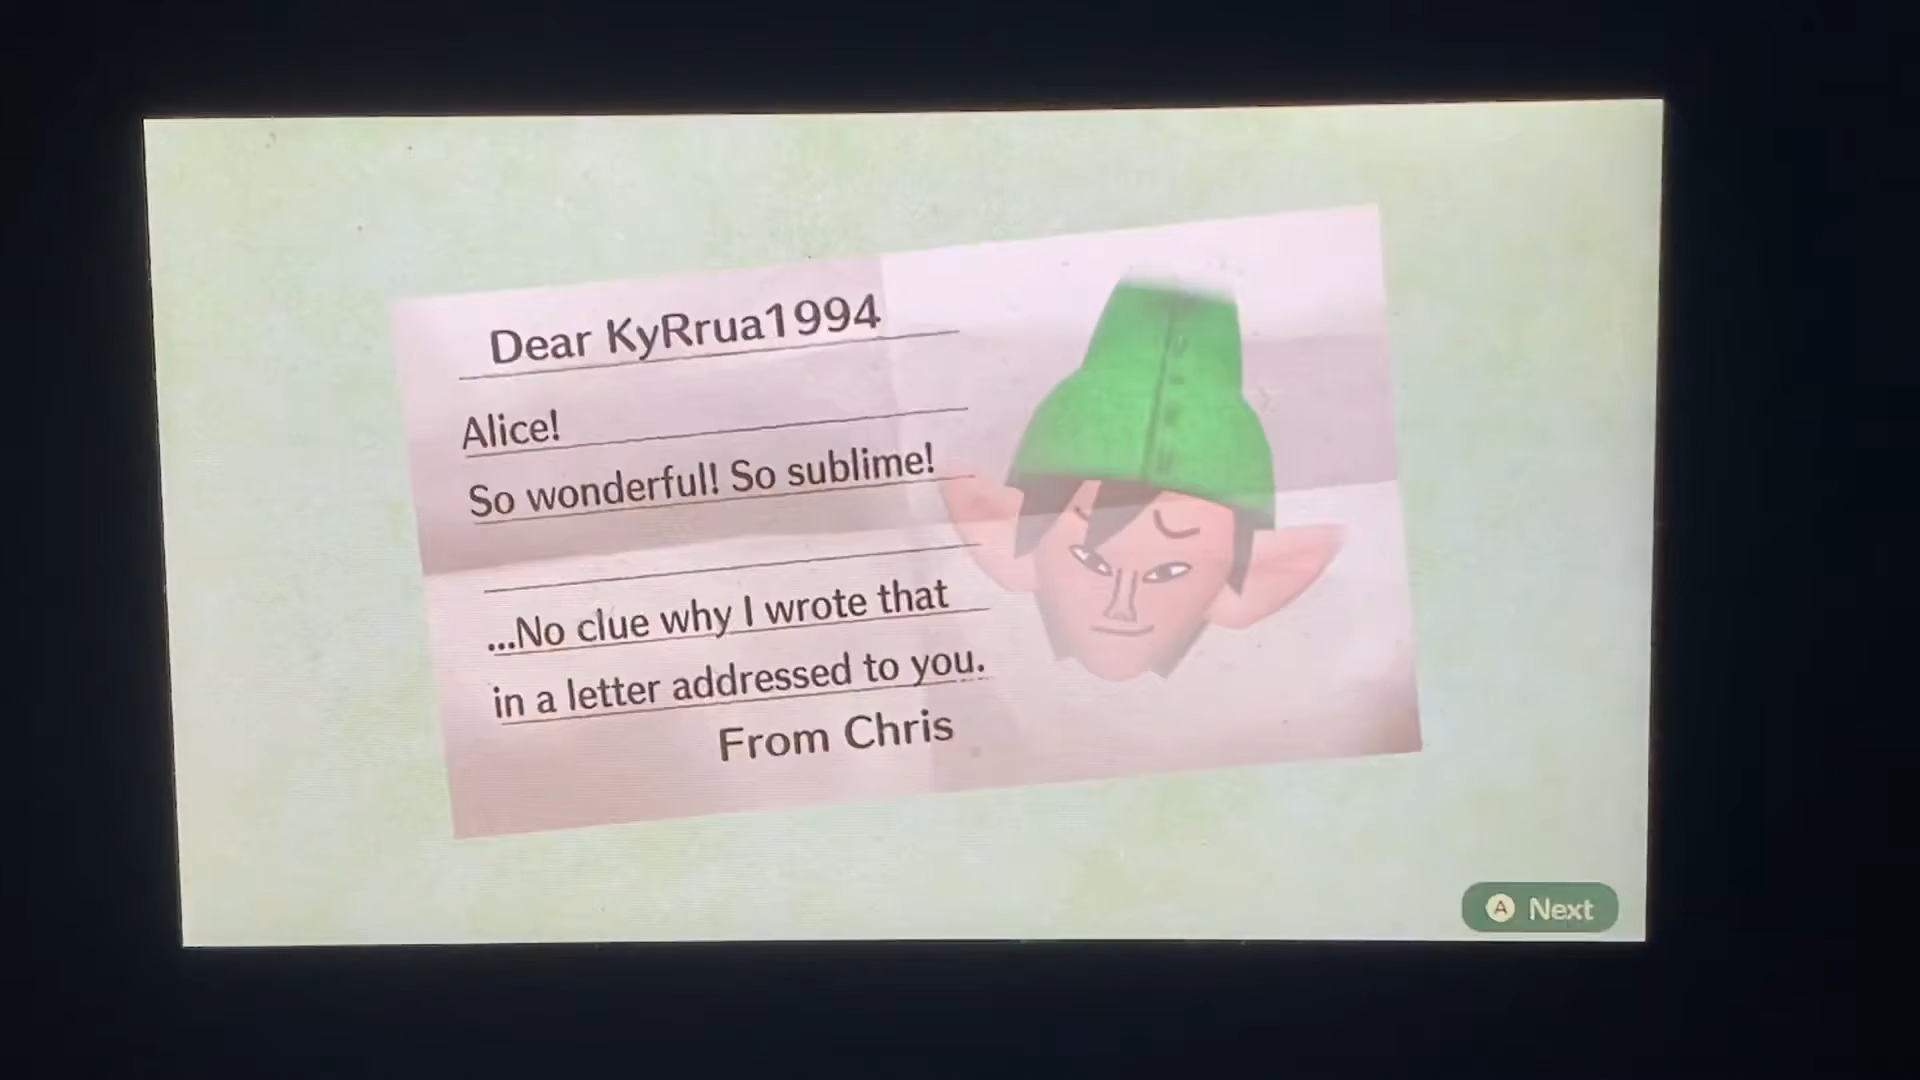 Dear KyRrua1994
Alice!
So wonderful! So sublime!
...No clue why I wrote that
in a letter addressed to you.
From Chris
A Next